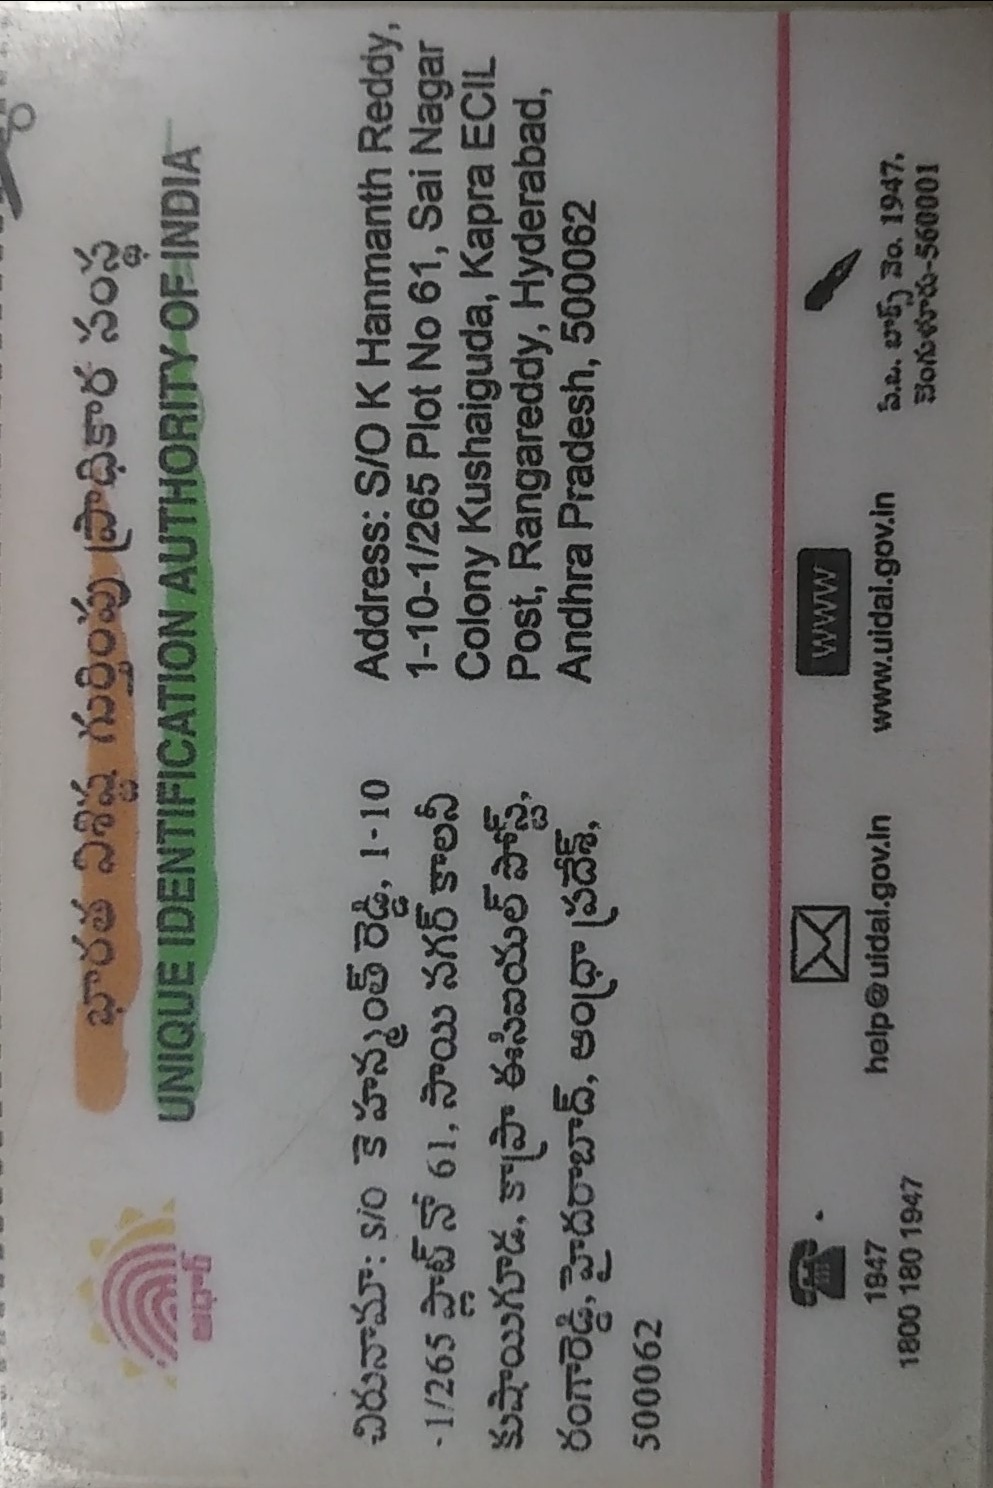 భారత విశిష్ట గుర్తింపు ప్రాధికార సంస్థ
UNIQUE IDENTIFICATION AUTHORITY OF INDIA
ఆధార్
చిరునామా: S/O కె హన్మంత్ రెడ్డి, 1-10
-1/265 ప్లాట్ నో 61, సాయి నగర్ కాలనీ
కుషాయిగూడ, కాప్రా ఈసిఐయల్ పోస్ట్,
రంగారెడ్డి, హైదరాబాద్, ఆంధ్రా ప్రదేశ్,
500062
Address: S/O K Hanmanth Reddy,
1-10-1/265 Plot No 61, Sai Nagar
Colony Kushaiguda, Kapra ECIL
Post, Rangareddy, Hyderabad,
Andhra Pradesh, 500062
1947
1800 180 1947
help@uidai.gov.in
WWW
www.uidai.gov.in
పి.ఒ. బాక్స్ నెం. 1947,
బెంగుళూరు-560001